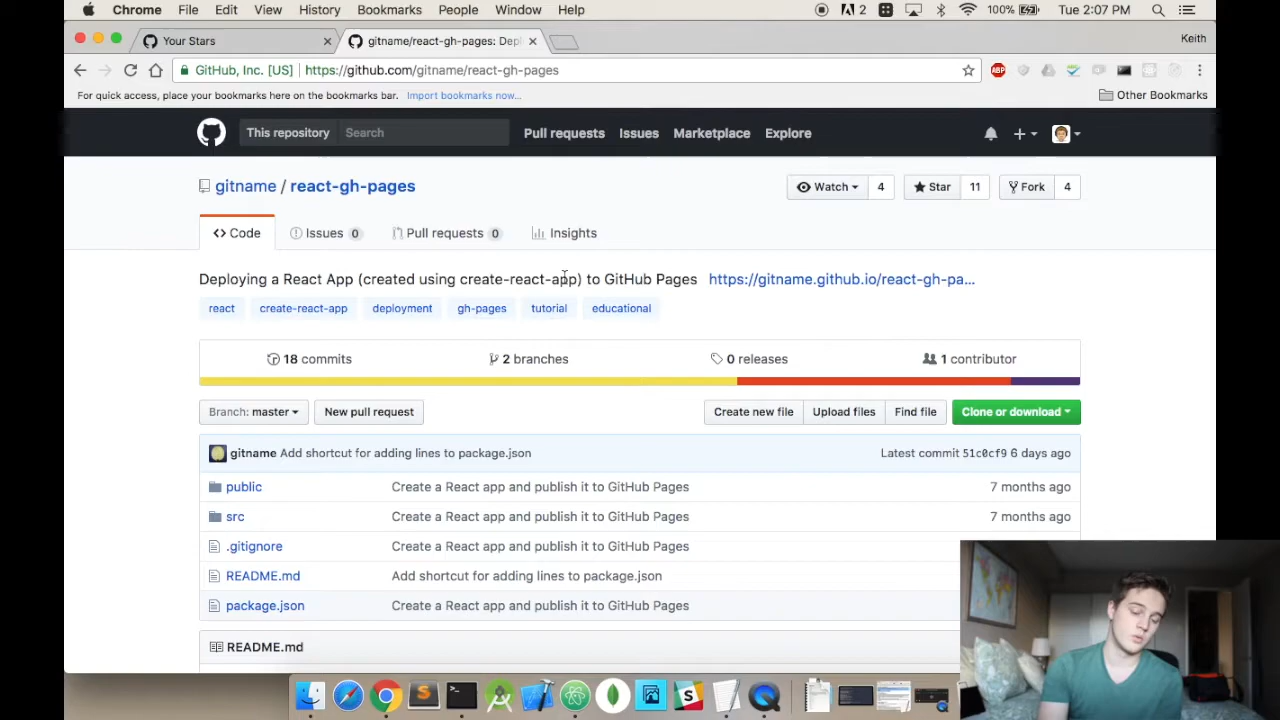 Chrome File Edit View History Bookmarks People Window Help 2 100% Tue 2:07 PM
Your Stars gitname/react-gh-pages: Depl Keith
GitHub, Inc. [US] https://github.com/gitname/react-gh-pages ABP
For quick access, place your bookmarks here on the bookmarks bar. Import bookmarks now... Other Bookmarks
This repository Search Pull requests Issues Marketplace Explore
gitname / react-gh-pages Watch 4 Star 11 Fork 4
Code Issues 0 Pull requests 0 Insights
Deploying a React App (created using create-react-app) to GitHub Pages https://gitname.github.io/react-gh-pa...
react create-react-app deployment gh-pages tutorial educational
18 commits 2 branches 0 releases 1 contributor
Branch: master New pull request Create new file Upload files Find file Clone or download
gitname Add shortcut for adding lines to package.json Latest commit 51c0cf9 6 days ago
public Create a React app and publish it to GitHub Pages 7 months ago
src Create a React app and publish it to GitHub Pages 7 months ago
.gitignore Create a React app and publish it to GitHub Pages
README.md Add shortcut for adding lines to package.json
package.json Create a React app and publish it to GitHub Pages
README.md